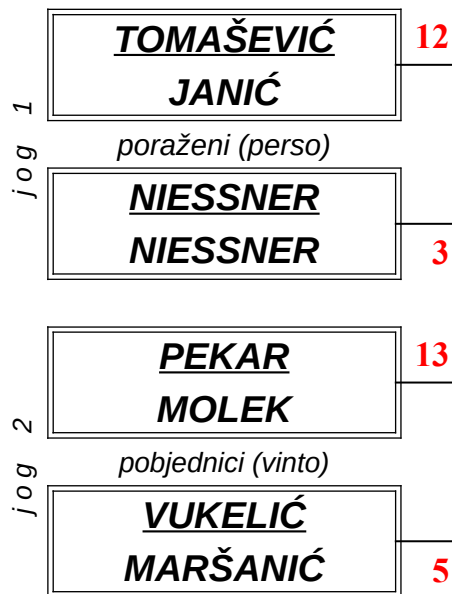 TOMAŠEVIĆ 12
JANIĆ
jog 1
poraženi (perso)
NIESSNER
NIESSNER 3
PEKAR 13
MOLEK
jog 2
pobjednici (vinto)
VUKELIĆ
MARŠANIĆ 5